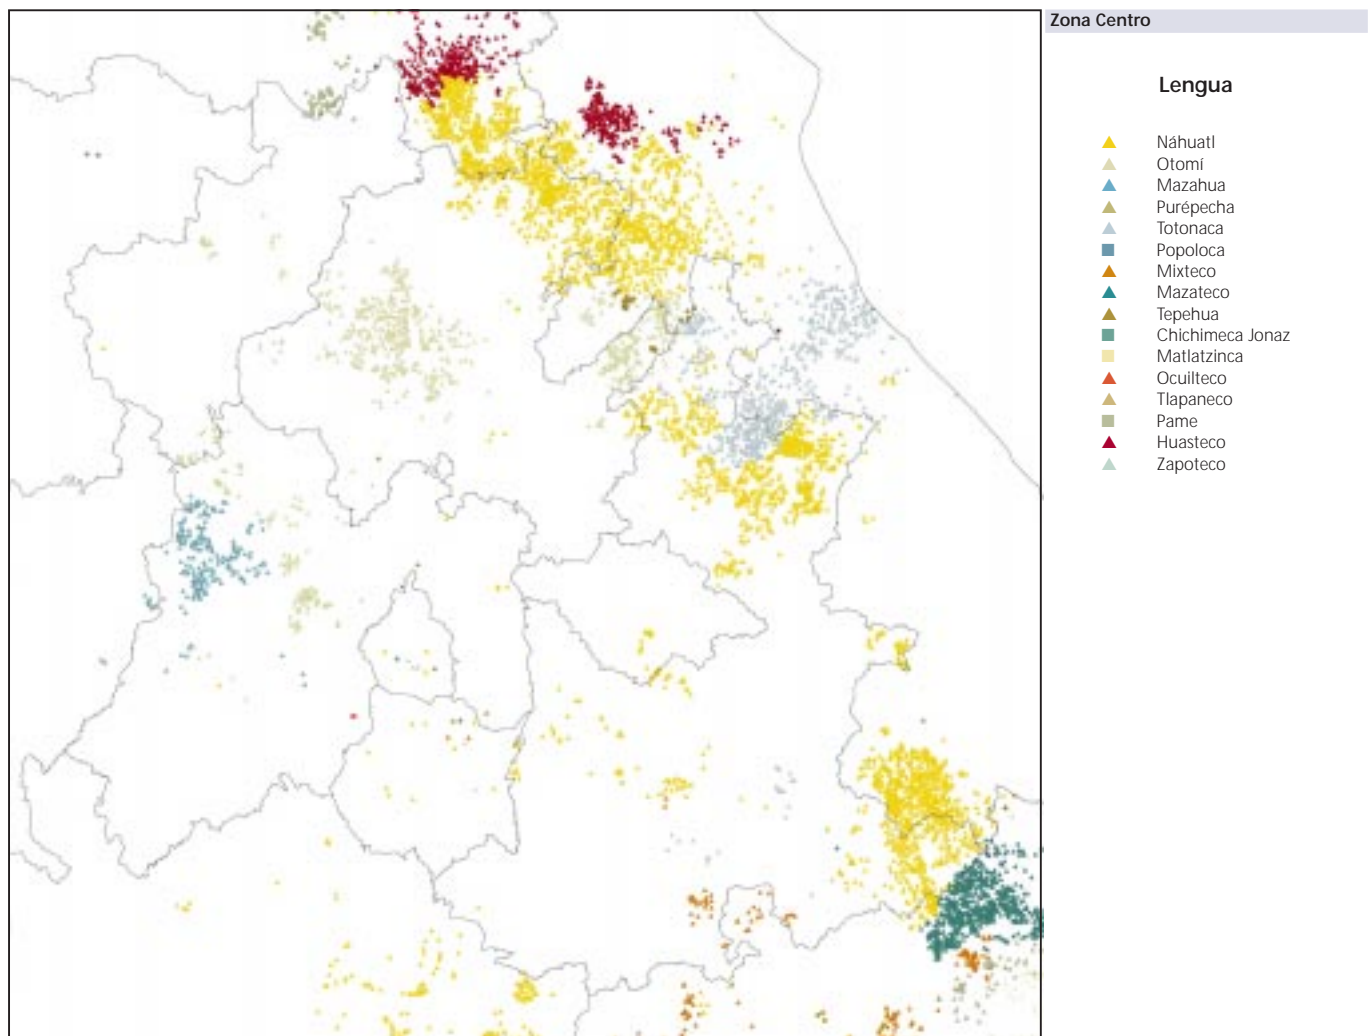 Zona Centro
Lengua
Náhuatl
Otomí
Mazahua
Purépecha
Totonaca
Popoloca
Mixteco
Mazateco
Tepehua
Chichimeca Jonaz
Matlatzinca
Ocuilteco
Tlapaneco
Pame
Huasteco
Zapoteco